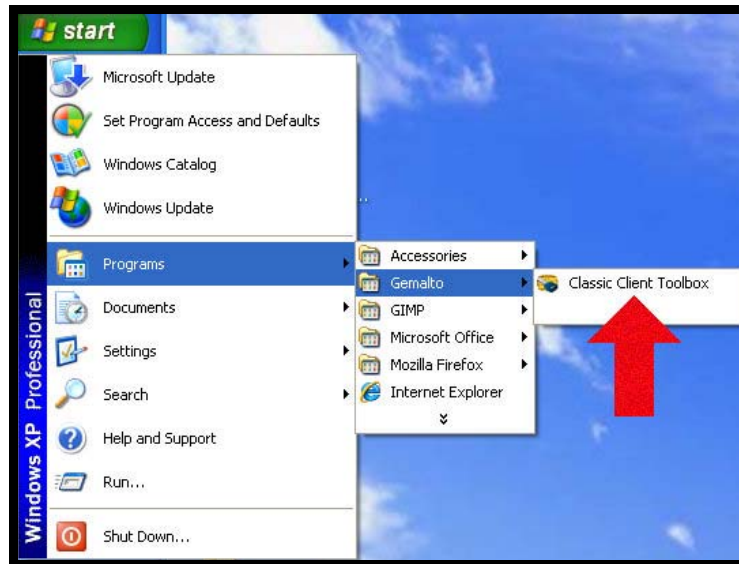 start
Microsoft Update
Set Program Access and Defaults
Windows Catalog
Windows Update
Programs
Documents
Settings
Search
Help and Support
Run...
Shut Down...
Windows XP Professional
Accessories
Gemalto
GIMP
Microsoft Office
Mozilla Firefox
Internet Explorer
Classic Client Toolbox